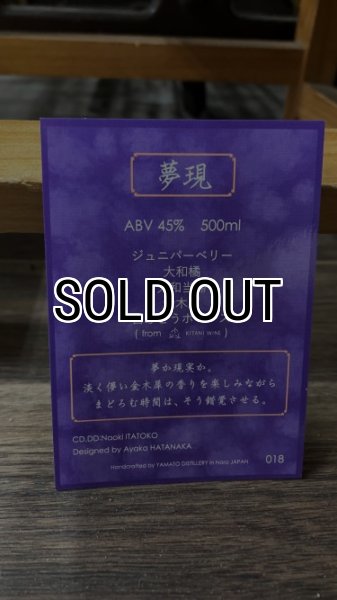 夢現
ABV 45% 500ml
ジュニパーベリー
大和橘
和当
木
SOLD OUT
( from KITANI WINE )
夢か現実か。
淡く儚い金木犀の香りを楽しみながら
まどろむ時間は、そう錯覚させる。
CD.DD:Naoki ITATOKO
Designed by Ayaka HATANAKA
Handcrafted by YAMATO DISTILLERY in Nara JAPAN
018